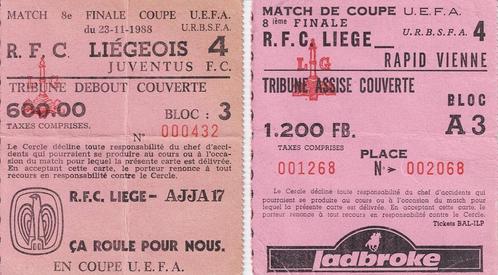 MATCH 8e FINALE COUPE U.E.F.A.
du 23-11-1988 U.R.B.S.F.A.
R.F.C. LIÉGEOIS 4
JUVENTUS F.C.
TRIBUNE DEBOUT COUVERTE
600.00
TAXES COMPRISES.
BLOC : 3
N° 000432
Le Cercle décline toute responsabilité du chef d'accidents
qui pourraient se produire au cours ou à l'occasion
du match pour lequel la présente est délivrée.
En acceptant cette carte, le porteur renonce à tout
recours en responsabilité contre le Cercle.
R.F.C. LIEGE - AJJA 17
ÇA ROULE POUR NOUS.
EN COUPE U.E.F.A.
MATCH DE COUPE U.E.F.A.
8ième FINALE
U.R.B.S.F.A.
R.F.C. LIEGE 4
RAPID VIENNE
LG
TRIBUNE ASSISE COUVERTE
BLOC
1.200 FB. A 3
TAXES COMPRISES.
PLACE
001268 N° 002068
Le Cercle décline toute responsabilité du chef d'accidents qui
pourraient se produire au cours ou à l'occasion du match pour
lequel la présente est délivrée. En acceptant cette carte, le
porteur renonce à tout recours en responsabilité contre le
Cercle.
Tickets BAL-ILP
ladbroke